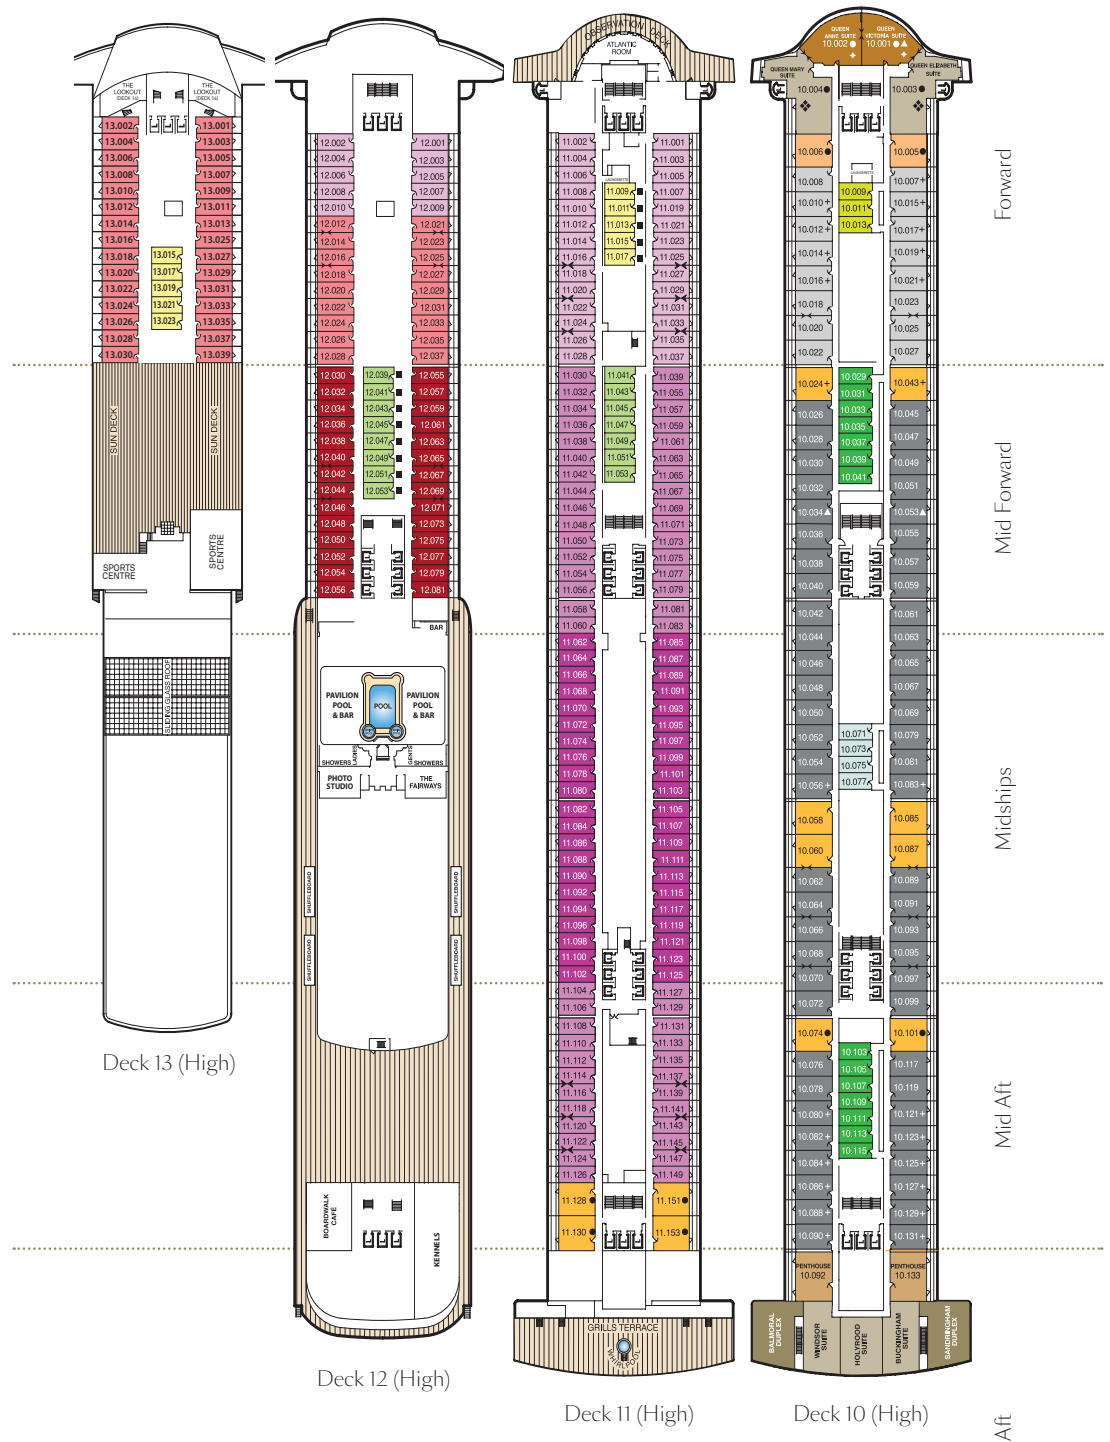 THE
LOOKOUT
(DECK 14)
THE
LOOKOUT
(DECK 14)
13.002 13.001
13.004 13.003
13.006 13.005
13.008 13.007
13.010 13.009
13.012 13.011
13.014 13.013
13.016 13.025
13.018 13.015 13.027
13.020 13.017 13.029
13.022 13.019 13.031
13.024 13.021 13.033
13.026 13.023 13.035
13.028 13.037
13.030 13.039
SUN DECK
SUN DECK
SPORTS
CENTRE
SPORTS
CENTRE
SLIDING GLASS ROOF
Deck 13 (High)
12.002 12.001
12.004 12.003
12.006 12.005
12.008 12.007
12.010 12.009
12.012 12.021
12.014 12.023
12.016 12.025
12.018 12.027
12.020 12.029
12.022 12.031
12.024 12.033
12.026 12.035
12.028 12.037
12.030 12.039 12.055
12.032 12.041 12.057
12.034 12.043 12.059
12.036 12.045 12.061
12.038 12.047 12.063
12.040 12.049 12.065
12.042 12.051 12.067
12.044 12.053 12.069
12.046 12.071
12.048 12.073
12.050 12.075
12.052 12.077
12.054 12.079
12.056 12.081
BAR
PAVILION
POOL
& BAR
POOL
PAVILION
POOL
& BAR
SHOWERS
LADIES
GENTS
SHOWERS
PHOTO
STUDIO
THE
FAIRWAYS
SHUFFLEBOARD
SHUFFLEBOARD
SHUFFLEBOARD
SHUFFLEBOARD
BOARDWALK
CAFÉ
KENNELS
Deck 12 (High)
OBSERVATION DECK
ATLANTIC
ROOM
LAUNDERETTE
11.002 11.001
11.004 11.003
11.006 11.005
11.008 11.009 11.007
11.010 11.011 11.019
11.012 11.013 11.021
11.014 11.015 11.023
11.016 11.017 11.025
11.018 11.027
11.020 11.029
11.022 11.031
11.024 11.033
11.026 11.035
11.028 11.037
11.030 11.041 11.039
11.032 11.043 11.055
11.034 11.045 11.057
11.036 11.047 11.059
11.038 11.049 11.061
11.040 11.051 11.063
11.042 11.053 11.065
11.044 11.067
11.046 11.069
11.048 11.071
11.050 11.073
11.052 11.075
11.054 11.077
11.056 11.079
11.058 11.081
11.060 11.083
11.062 11.085
11.064 11.087
11.066 11.089
11.068 11.091
11.070 11.093
11.072 11.095
11.074 11.097
11.076 11.099
11.078 11.101
11.080 11.103
11.082 11.105
11.084 11.107
11.086 11.109
11.088 11.111
11.090 11.113
11.092 11.115
11.094 11.117
11.096 11.119
11.098 11.121
11.100 11.123
11.102 11.125
11.104 11.127
11.106 11.129
11.108 11.131
11.110 11.133
11.112 11.135
11.114 11.137
11.116 11.139
11.118 11.141
11.120 11.143
11.122 11.145
11.124 11.147
11.126 11.149
11.128 11.151
11.130 11.153
GRILLS TERRACE
WHIRLPOOL
Deck 11 (High)
QUEEN
ANNE SUITE
10.002
QUEEN
VICTORIA SUITE
10.001
QUEEN MARY
SUITE
QUEEN ELIZABETH
SUITE
10.004 10.003
10.006 10.005
LAUNDERETTE
10.008 10.009 10.007+
10.010+ 10.011 10.015+
10.012+ 10.013 10.017+
10.014+ 10.019+
10.016+ 10.021+
10.018 10.023
10.020 10.025
10.022 10.027
10.024+ 10.029 10.043+
10.031
10.026 10.033 10.045
10.035
10.028 10.037 10.047
10.030 10.039 10.049
10.041
10.032 10.051
10.034 10.053
10.036 10.055
10.038 10.057
10.040 10.059
10.042 10.061
10.044 10.063
10.046 10.065
10.048 10.067
10.050 10.069
10.052 10.071 10.079
10.073
10.054 10.075 10.081
10.056+ 10.077 10.083+
10.058 10.085
10.060 10.087
10.062 10.089
10.064 10.091
10.066 10.093
10.068 10.095
10.070 10.097
10.072 10.099
10.074 10.101
10.103
10.076 10.105 10.117
10.078 10.107 10.119
10.109
10.080+ 10.111 10.121+
10.082+ 10.113 10.123+
10.115
10.084+ 10.125+
10.086+ 10.127+
10.088+ 10.129+
10.090+ 10.131+
PENTHOUSE
10.092
PENTHOUSE
10.133
BALMORAL
DUPLEX
WINDSOR
SUITE
HOLYROOD
SUITE
BUCKINGHAM
SUITE
SANDRINGHAM
DUPLEX
Deck 10 (High)
Forward
Mid Forward
Midships
Mid Aft
Aft